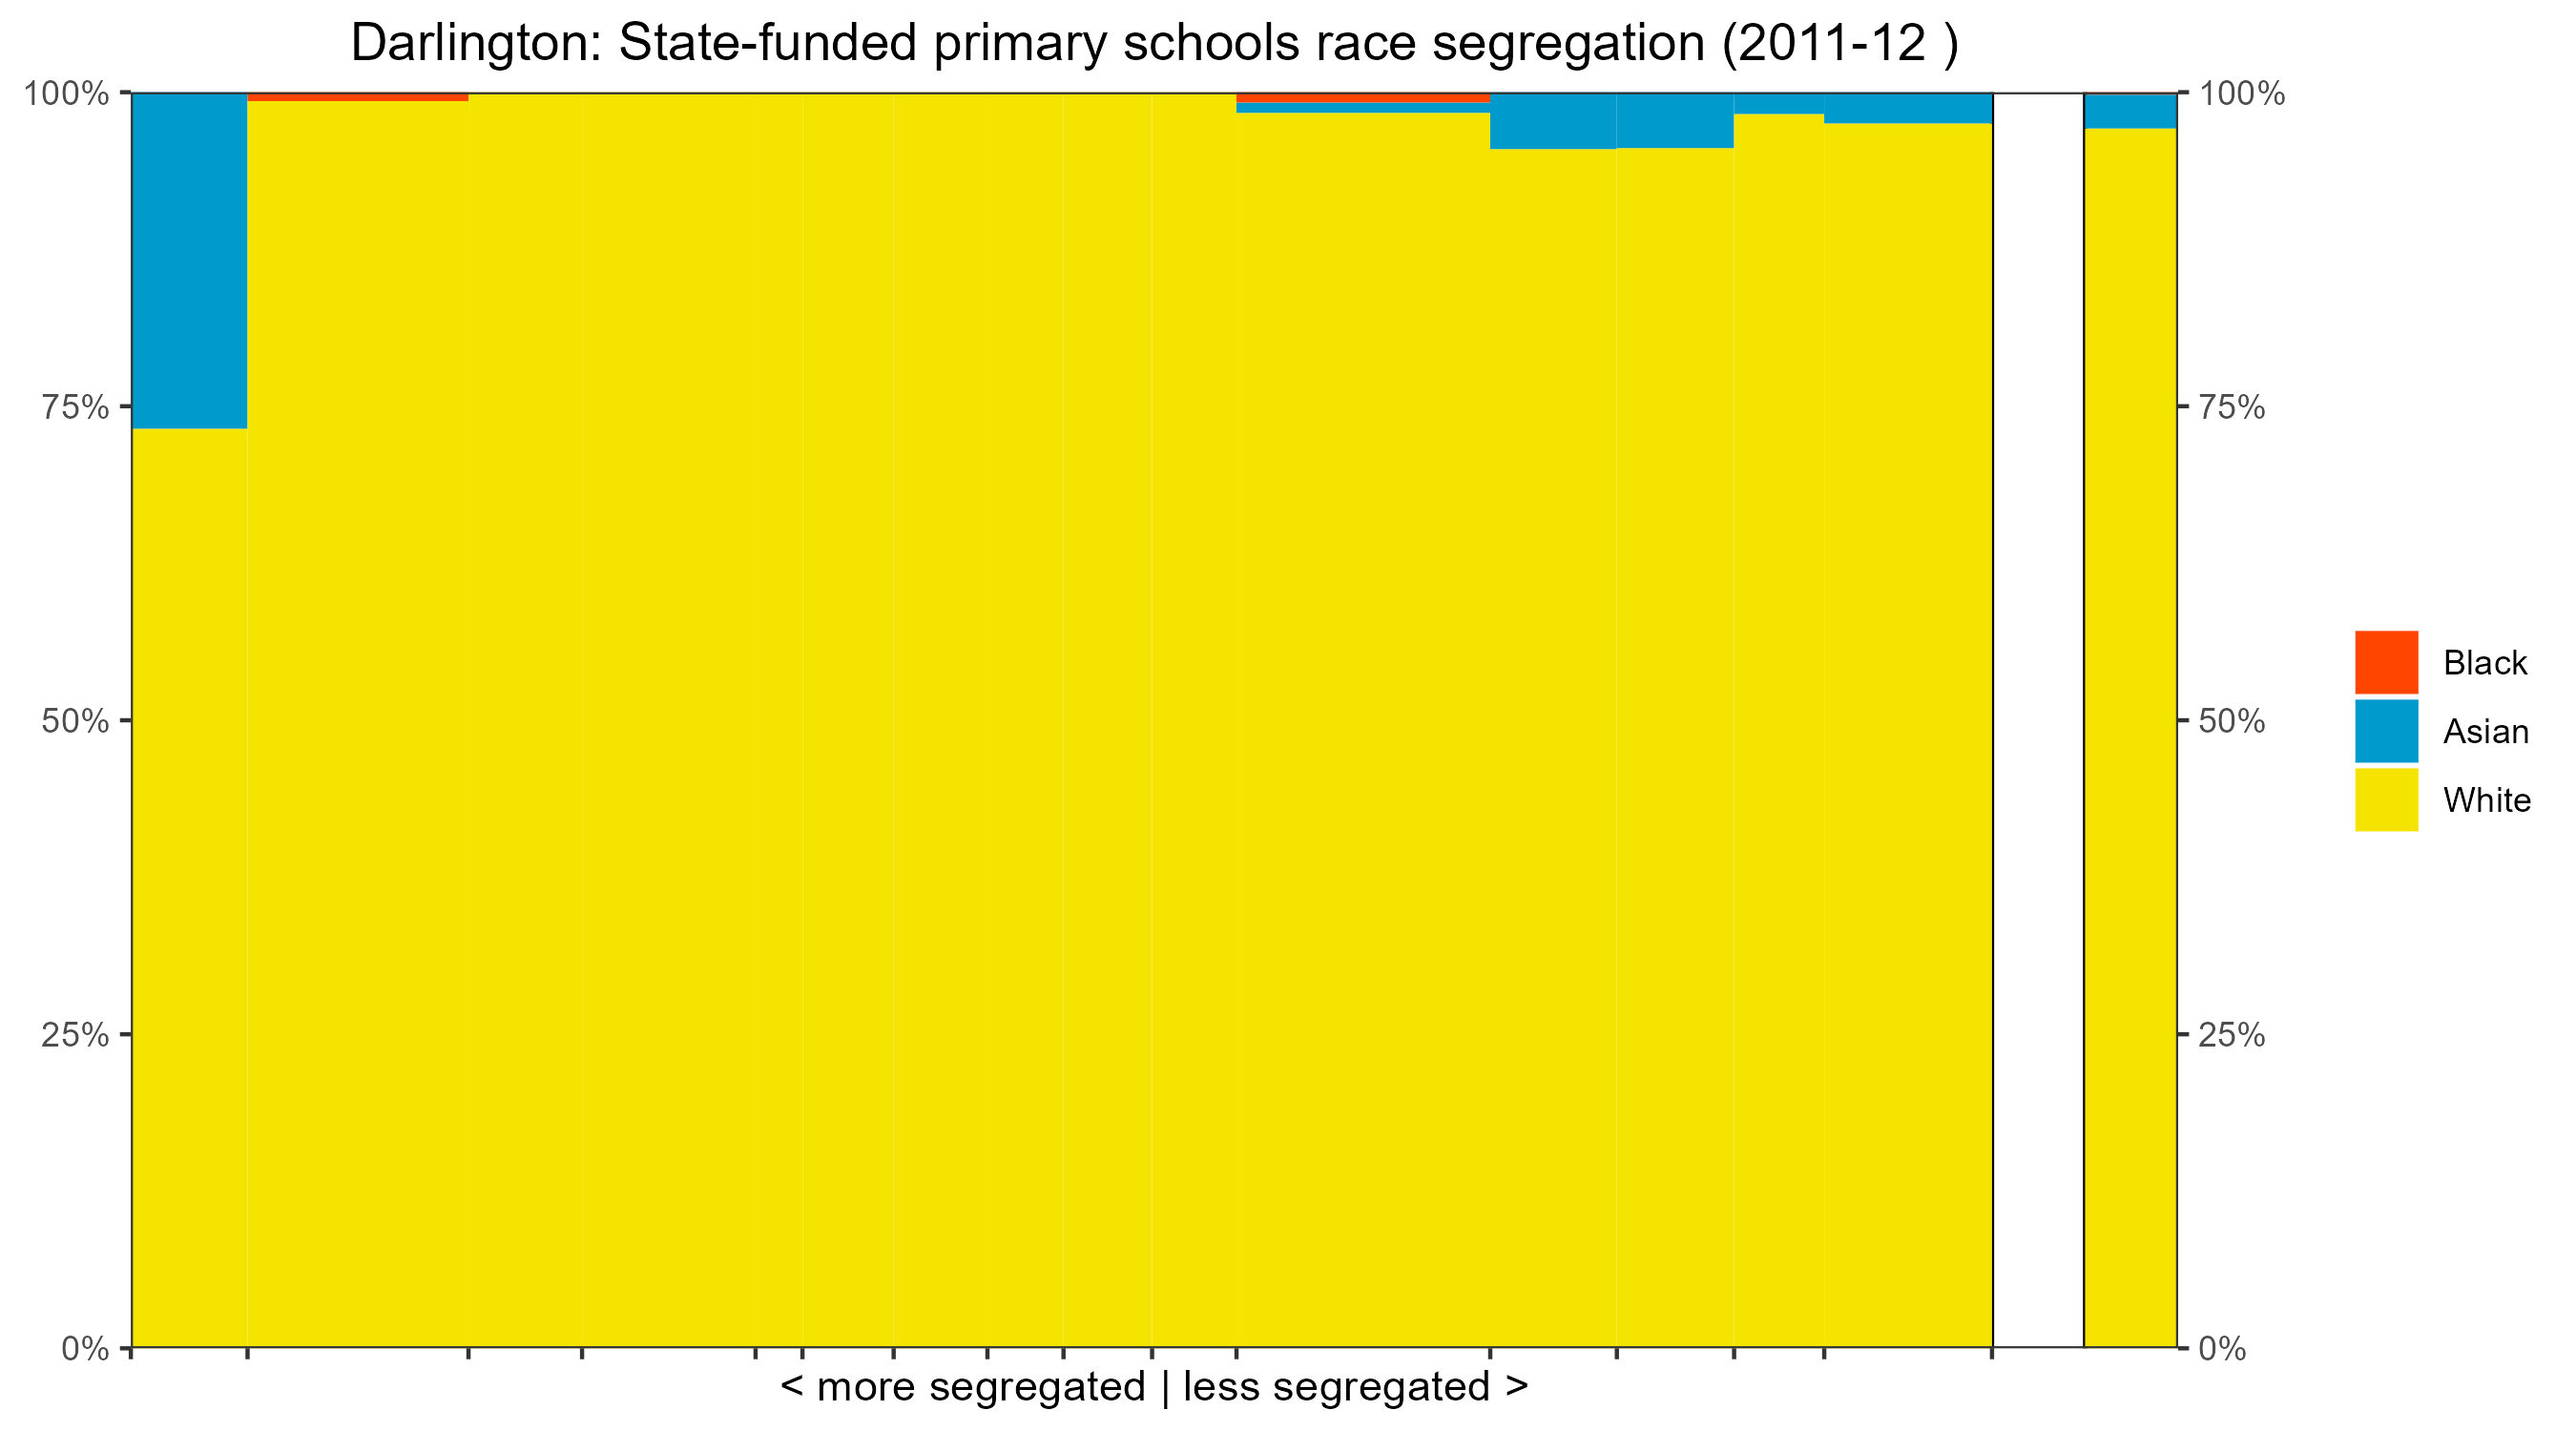 Darlington: State-funded primary schools race segregation (2011-12 )
100%
75%
50%
25%
0%
100%
75%
50%
25%
0%
Black
Asian
White
< more segregated | less segregated >